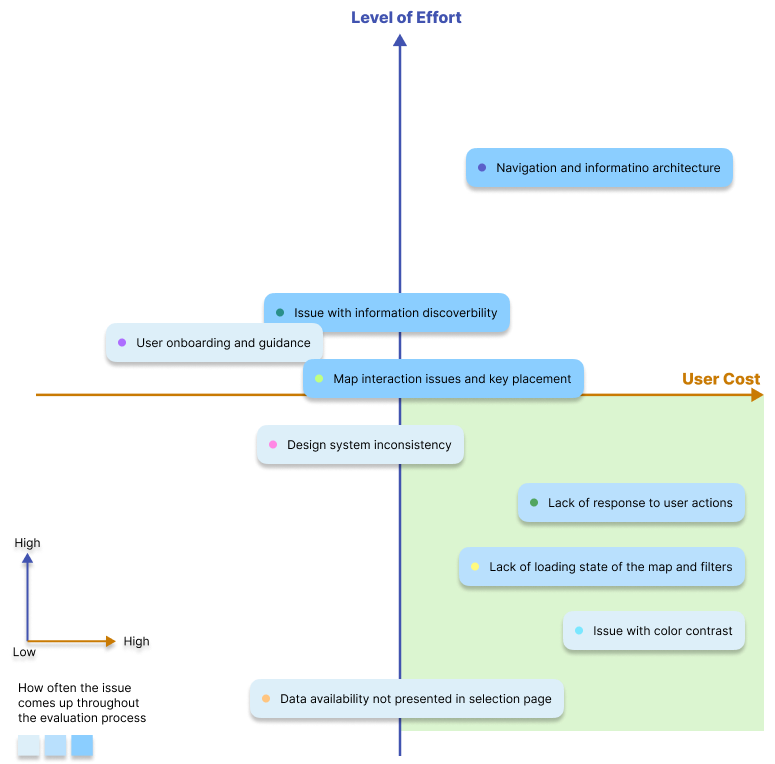 Level of Effort
Navigation and informatino architecture
Issue with information discoverbility
User onboarding and guidance
Map interaction issues and key placement
User Cost
Design system inconsistency
Lack of response to user actions
High
Lack of loading state of the map and filters
Issue with color contrast
High
Low
How often the issue
comes up throughout
the evaluation process
Data availability not presented in selection page